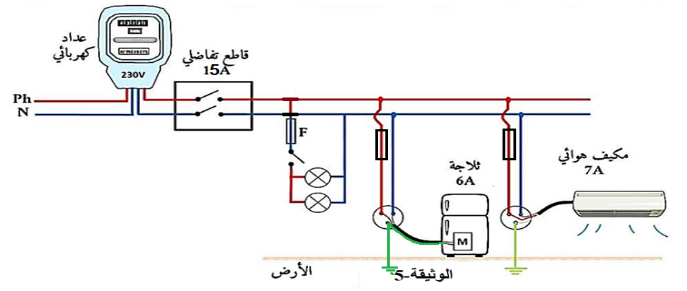 عداد
كهربائي
230V
قاطع تفاضلي
15A
Ph
N
F
ثلاجة
6A
مكيف هوائي
7A
M
الأرض
الوثيقة-5